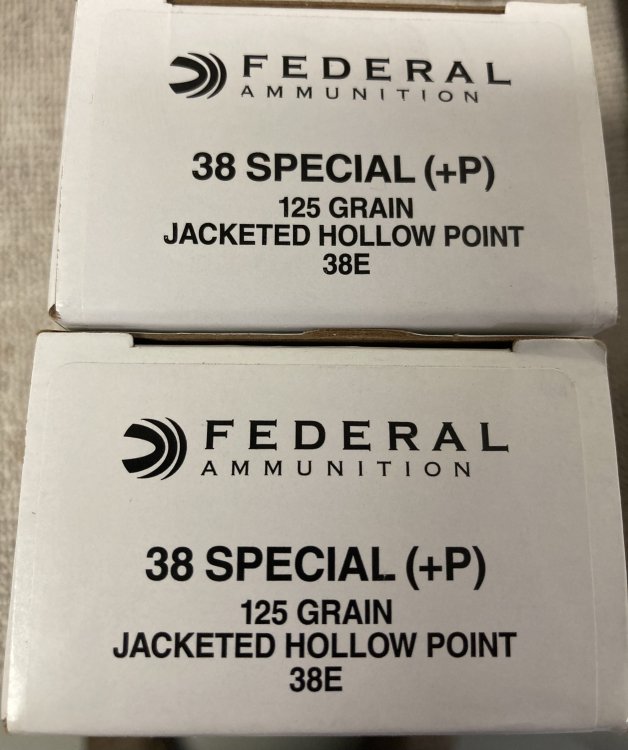 FEDERAL
AMMUNITION
38 SPECIAL (+P)
125 GRAIN
JACKETED HOLLOW POINT
38E
FEDERAL
AMMUNITION
38 SPECIAL (+P)
125 GRAIN
JACKETED HOLLOW POINT
38E